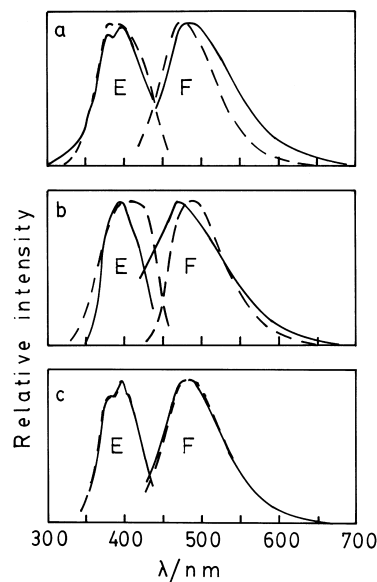 a
E F
b
E F
c
E F
Relative intensity
300 400 500 600 700
λ/nm